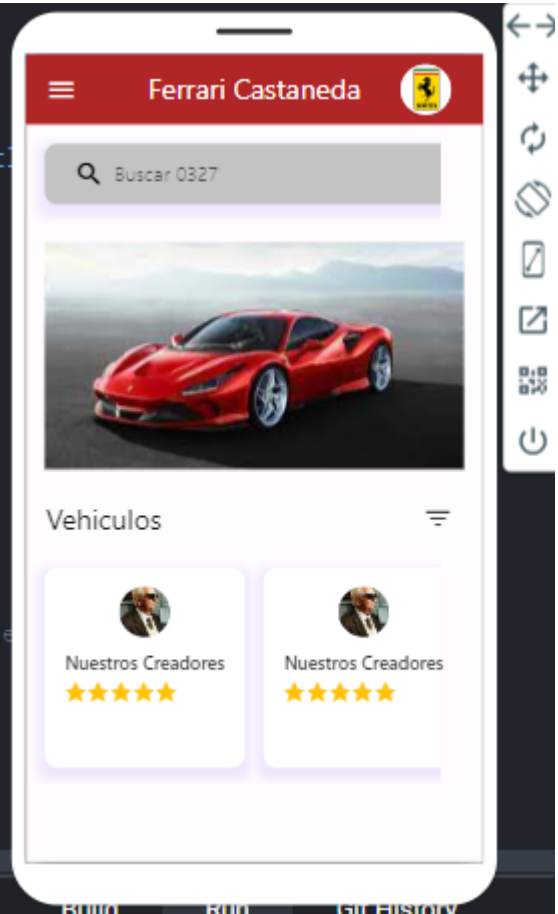 Ferrari Castaneda
Buscar 0327
Vehiculos
Nuestros Creadores
Nuestros Creadores
Build
Run
Git History